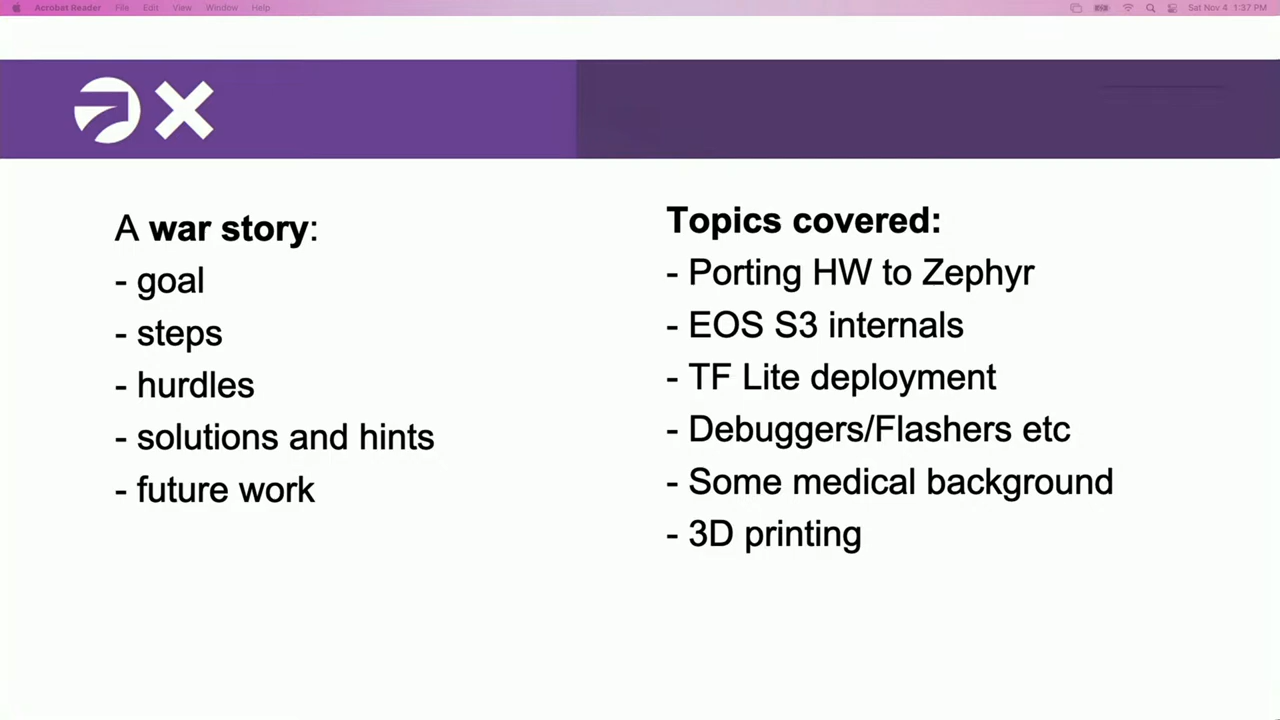 Acrobat Reader File Edit View Window Help Sat Nov 4 1:37 PM
A war story:
- goal
- steps
- hurdles
- solutions and hints
- future work
Topics covered:
- Porting HW to Zephyr
- EOS S3 internals
- TF Lite deployment
- Debuggers/Flashers etc
- Some medical background
- 3D printing